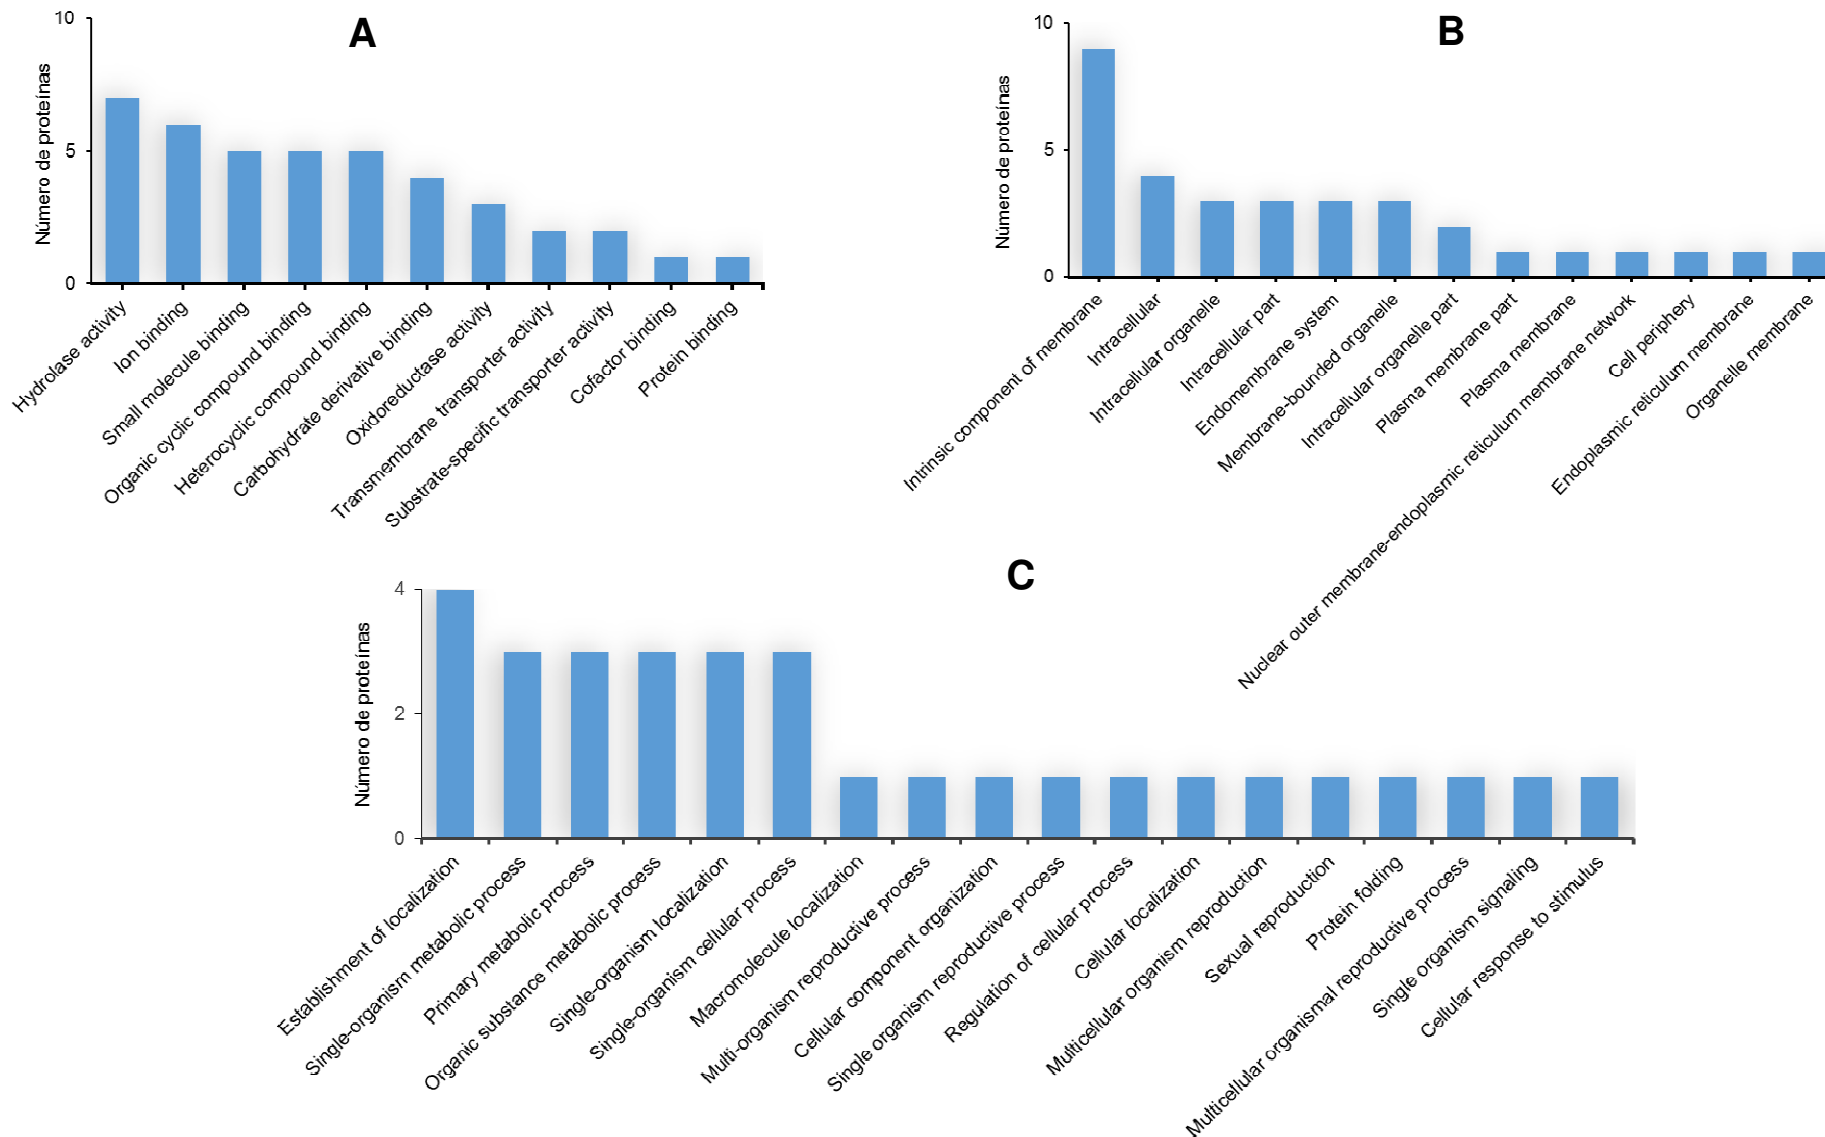 A
10
5
0
Número de proteínas
Hydrolase activity
Ion binding
Small molecule binding
Organic cyclic compound binding
Heterocyclic compound binding
Carbohydrate derivative binding
Oxidoreductase activity
Transmembrane transporter activity
Substrate-specific transporter activity
Cofactor binding
Protein binding
B
10
5
0
Número de proteínas
Intrinsic component of membrane
Intracellular
Intracellular organelle
Intracellular part
Endomembrane system
Membrane-bounded organelle
Intracellular organelle part
Plasma membrane part
Plasma membrane
Nuclear outer membrane-endoplasmic reticulum membrane network
Cell periphery
Endoplasmic reticulum membrane
Organelle membrane
C
4
2
0
Número de proteínas
Establishment of localization
Single-organism metabolic process
Primary metabolic process
Organic substance metabolic process
Single-organism localization
Single-organism cellular process
Macromolecule localization
Multi-organism reproductive process
Cellular component organization
Single organism reproductive process
Regulation of cellular process
Cellular localization
Multicellular organism reproduction
Sexual reproduction
Protein folding
Multicellular organismal reproductive process
Single organism signaling
Cellular response to stimulus